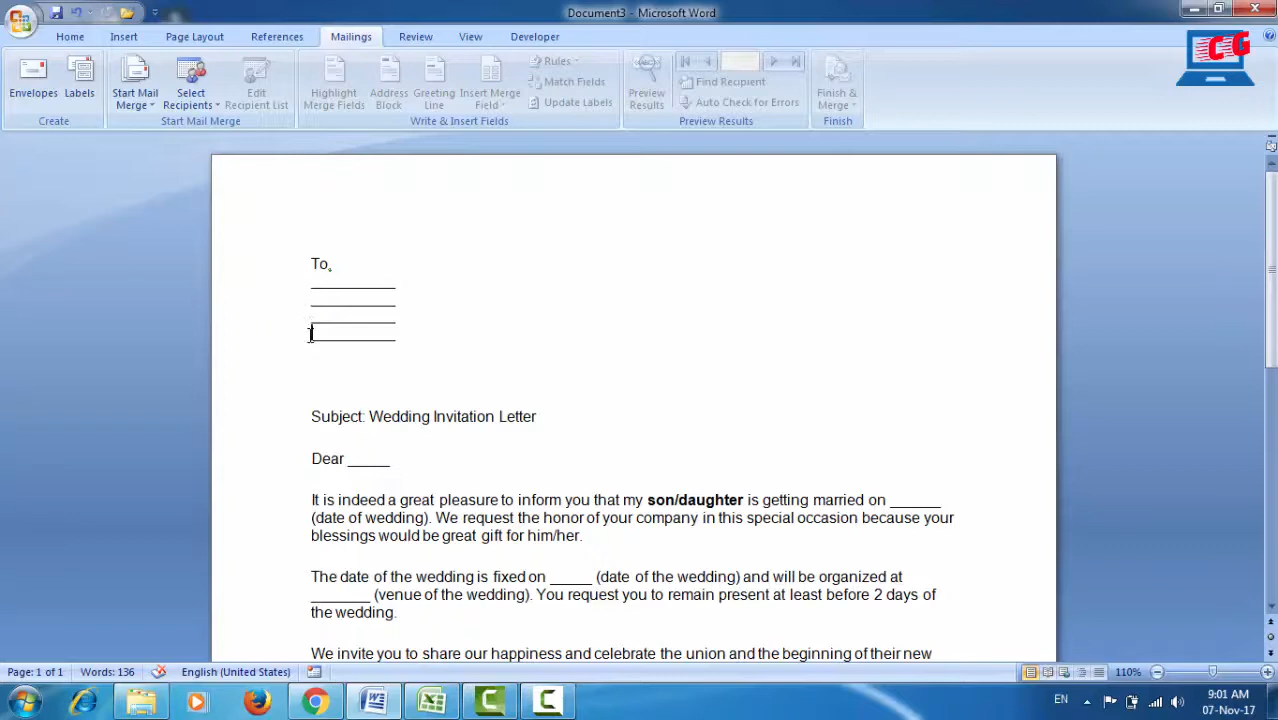 Document3 - Microsoft Word
CG
Home Insert Page Layout References Mailings Review View Developer
Envelopes Labels
Create
Start Mail Merge Select Recipients Edit Recipient List
Start Mail Merge
Highlight Merge Fields Address Block Greeting Line Insert Merge Field Rules Match Fields Update Labels
Write & Insert Fields
Preview Results Find Recipient Auto Check for Errors
Preview Results
Finish & Merge
Finish
To,
____________
____________
____________
____________
Subject: Wedding Invitation Letter
Dear _____
It is indeed a great pleasure to inform you that my son/daughter is getting married on ______
(date of wedding). We request the honor of your company in this special occasion because your
blessings would be great gift for him/her.
The date of the wedding is fixed on _____ (date of the wedding) and will be organized at
_______ (venue of the wedding). You request you to remain present at least before 2 days of
the wedding.
We invite you to share our happiness and celebrate the union and the beginning of their new
Page: 1 of 1 Words: 136 English (United States) 110%
EN 9:01 AM
07-Nov-17